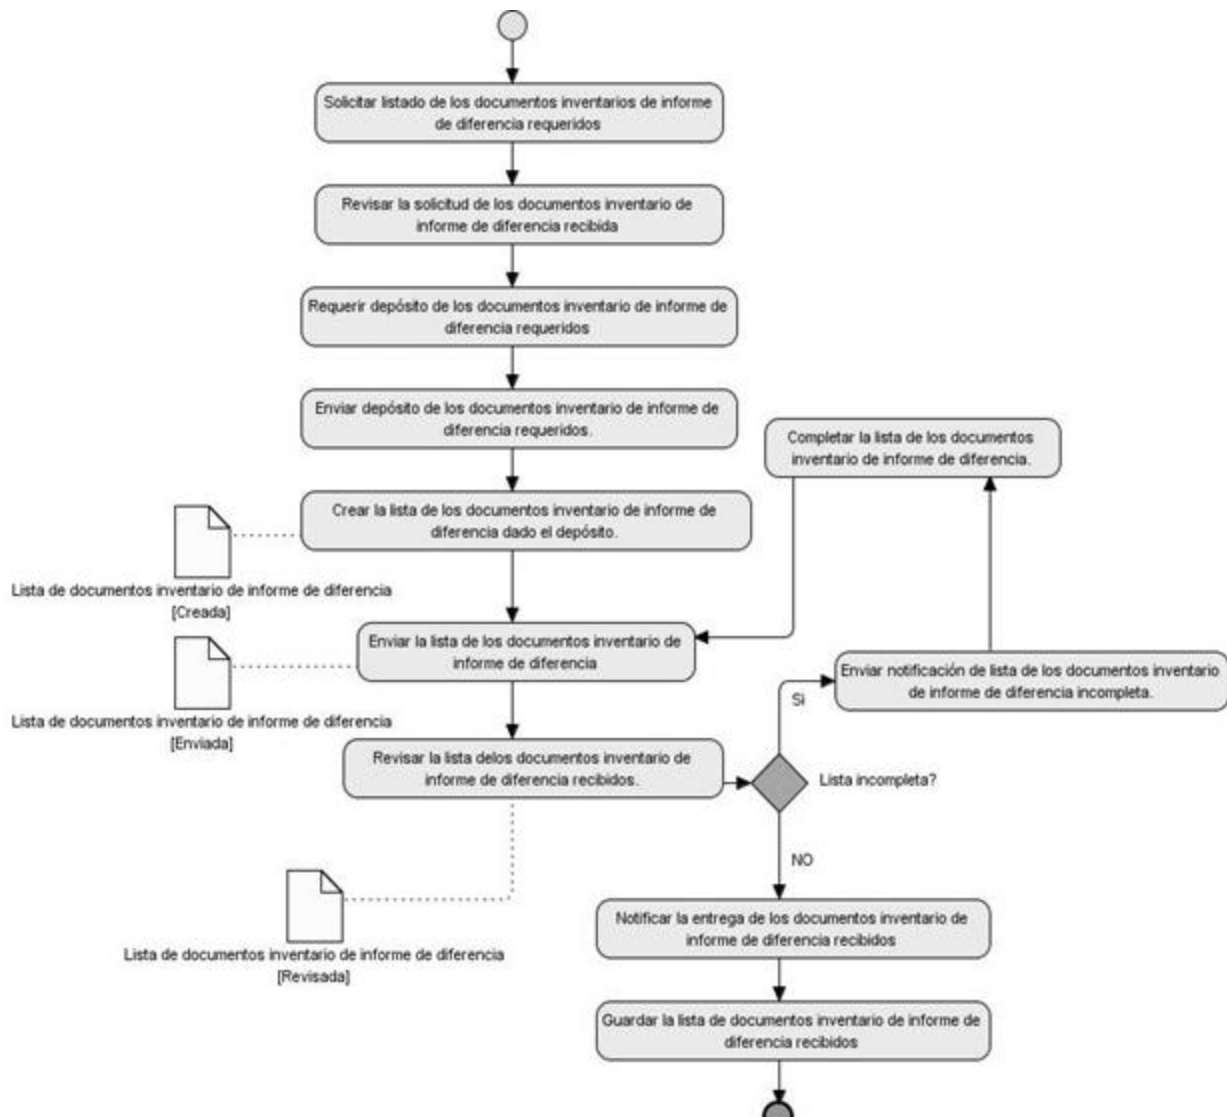 Solicitar listado de los documentos inventarios de informe
de diferencia requeridos
Revisar la solicitud de los documentos inventario de
informe de diferencia recibida
Requerir depósito de los documentos inventario de informe de
diferencia requeridos
Enviar depósito de los documentos inventario de informe de
diferencia requeridos.
Completar la lista de los documentos
inventario de informe de diferencia.
Crear la lista de los documentos inventario de informe de
diferencia dado el depósito.
Lista de documentos inventario de informe de diferencia
[Creada]
Enviar la lista de los documentos inventario de
informe de diferencia
Enviar notificación de lista de los documentos inventario
de informe de diferencia incompleta.
Si
Lista de documentos inventario de informe de diferencia
[Enviada]
Revisar la lista delos documentos inventario de
informe de diferencia recibidos.
Lista incompleta?
NO
Notificar la entrega de los documentos inventario de
informe de diferencia recibidos
Lista de documentos inventario de informe de diferencia
[Revisada]
Guardar la lista de documentos inventario de informe de
diferencia recibidos